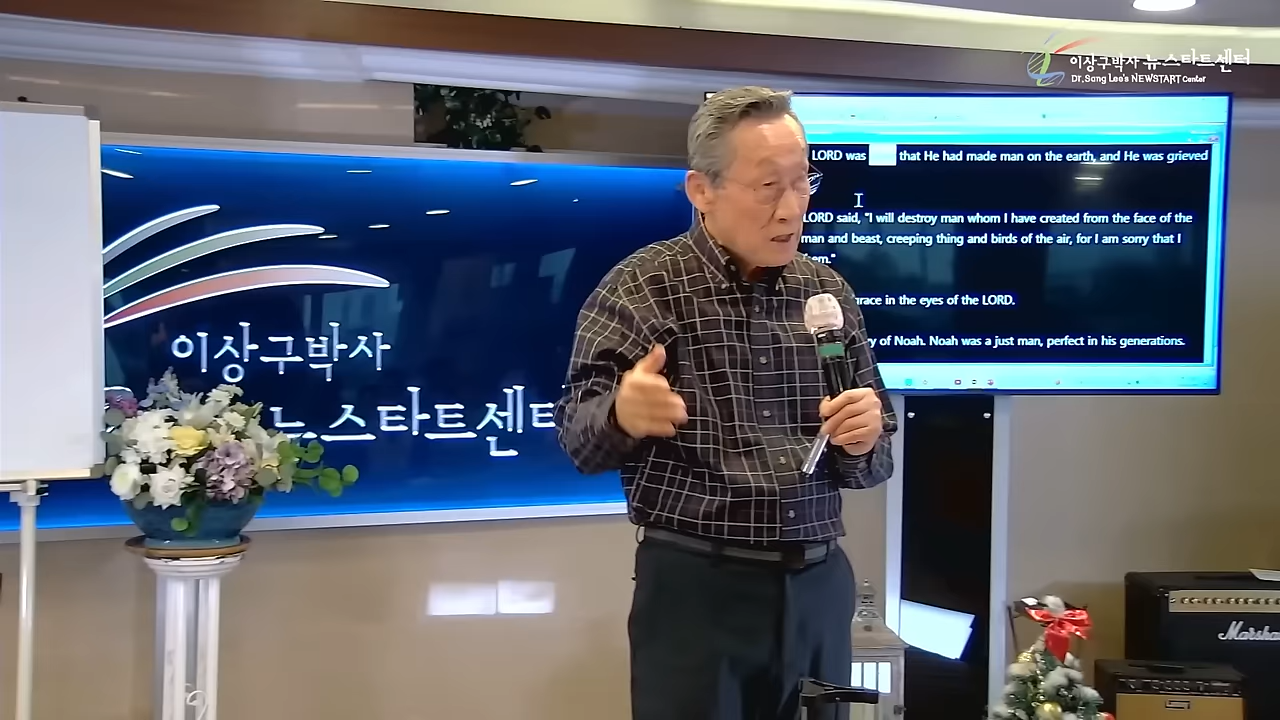 이상구박사 뉴스타트센터
Dr. Sang Lee's NEWSTART Center
LORD was that He had made man on the earth, and He was grieved
LORD said, "I will destroy man whom I have created from the face of the
man and beast, creeping thing and birds of the air, for I am sorry that I
grace in the eyes of the LORD.
of Noah. Noah was a just man, perfect in his generations.
이상구박사
뉴스타트센터
Marshall